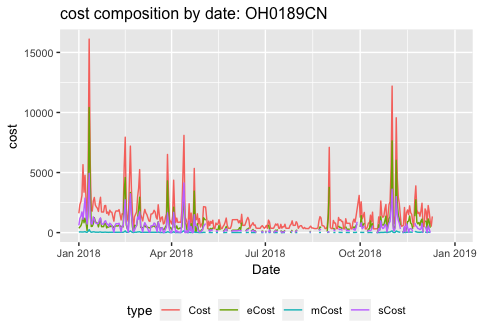 cost composition by date: OH0189CN
15000
10000
5000
0
cost
Jan 2018 Apr 2018 Jul 2018 Oct 2018 Jan 2019
Date
type Cost eCost mCost sCost